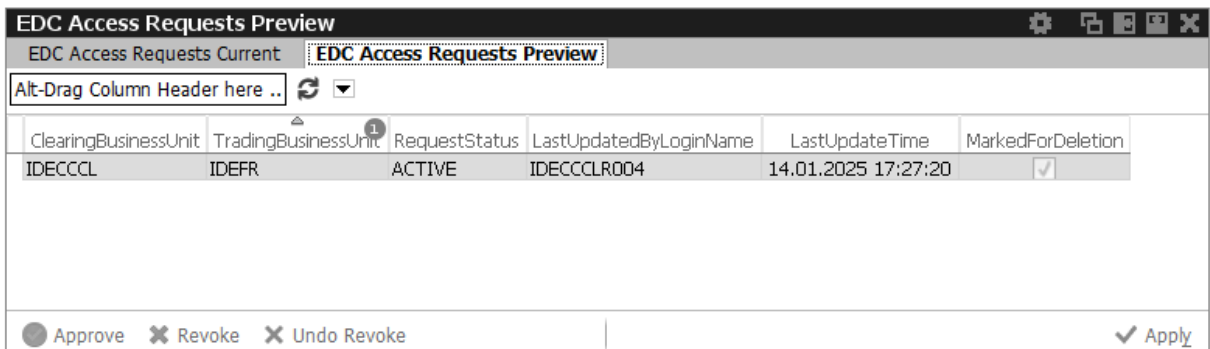 EDC Access Requests Preview
EDC Access Requests Current EDC Access Requests Preview
Alt-Drag Column Header here ..
ClearingBusinessUnit TradingBusinessUnit 1 RequestStatus LastUpdatedByLoginName LastUpdateTime MarkedForDeletion
IDECCCL IDEFR ACTIVE IDECCCLR004 14.01.2025 17:27:20
Approve Revoke Undo Revoke Apply